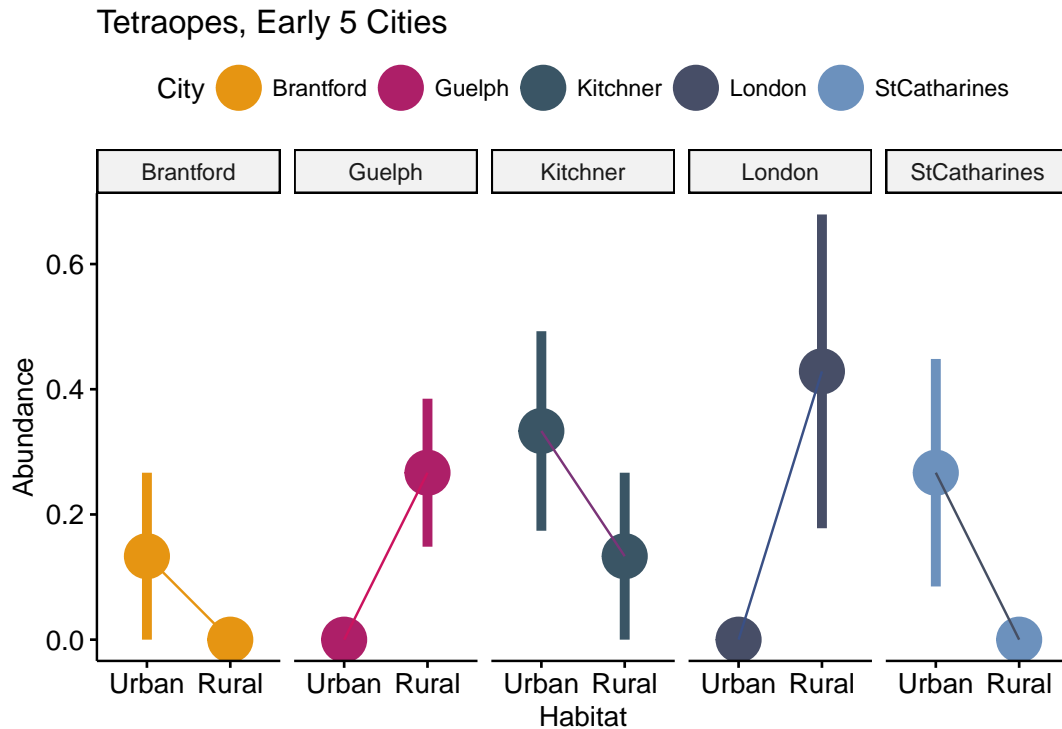 Tetraopes, Early 5 Cities
City Brantford Guelph Kitchner London StCatharines
Brantford Guelph Kitchner London StCatharines
Abundance
0.6
0.4
0.2
0.0
Urban Rural Urban Rural Urban Rural Urban Rural Urban Rural
Habitat